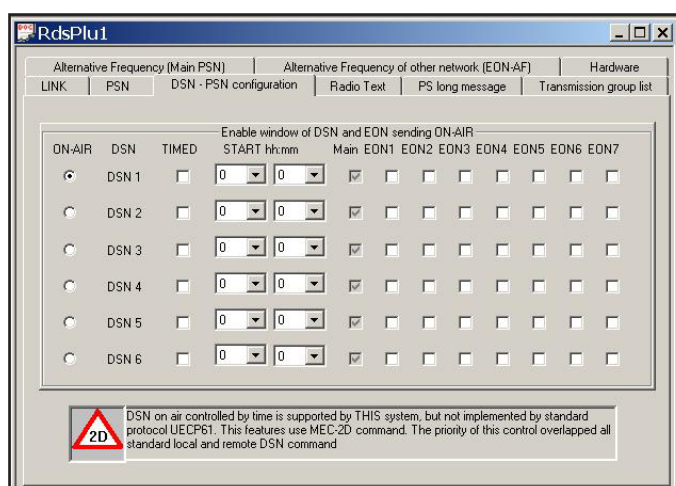 RdsPlu1
Alternative Frequency (Main PSN) Alternative Frequency of other network (EON-AF) Hardware
LINK PSN DSN - PSN configuration Radio Text PS long message Transmission group list
Enable window of DSN and EON sending ON-AIR
ON-AIR DSN TIMED START hh:mm Main EON1 EON2 EON3 EON4 EON5 EON6 EON7
DSN 1 0 0
DSN 2 0 0
DSN 3 0 0
DSN 4 0 0
DSN 5 0 0
DSN 6 0 0
2D
DSN on air controlled by time is supported by THIS system, but not implemented by standard
protocol UECP61. This features use MEC-2D command. The priority of this control overlapped all
standard local and remote DSN command